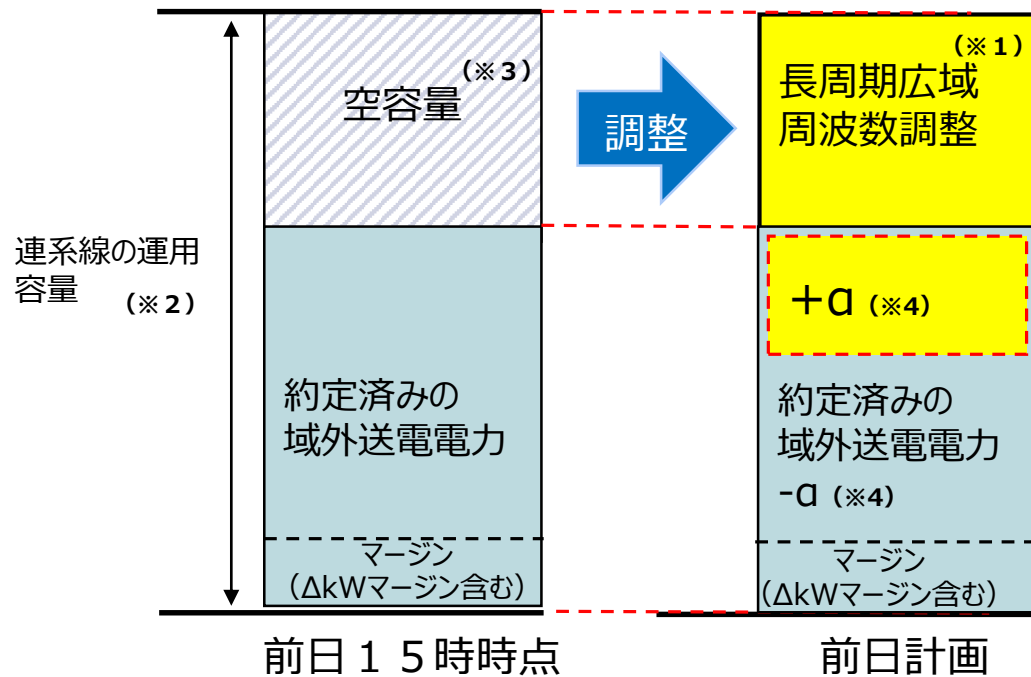 （※３）
空容量
調整
（※１）
長周期広域
周波数調整
連系線の運用
容量 （※２）
＋α（※4）
約定済みの
域外送電電力
約定済みの
域外送電電力
-α（※4）
マージン
（ΔkWマージン含む）
マージン
（ΔkWマージン含む）
前日１５時時点
前日計画